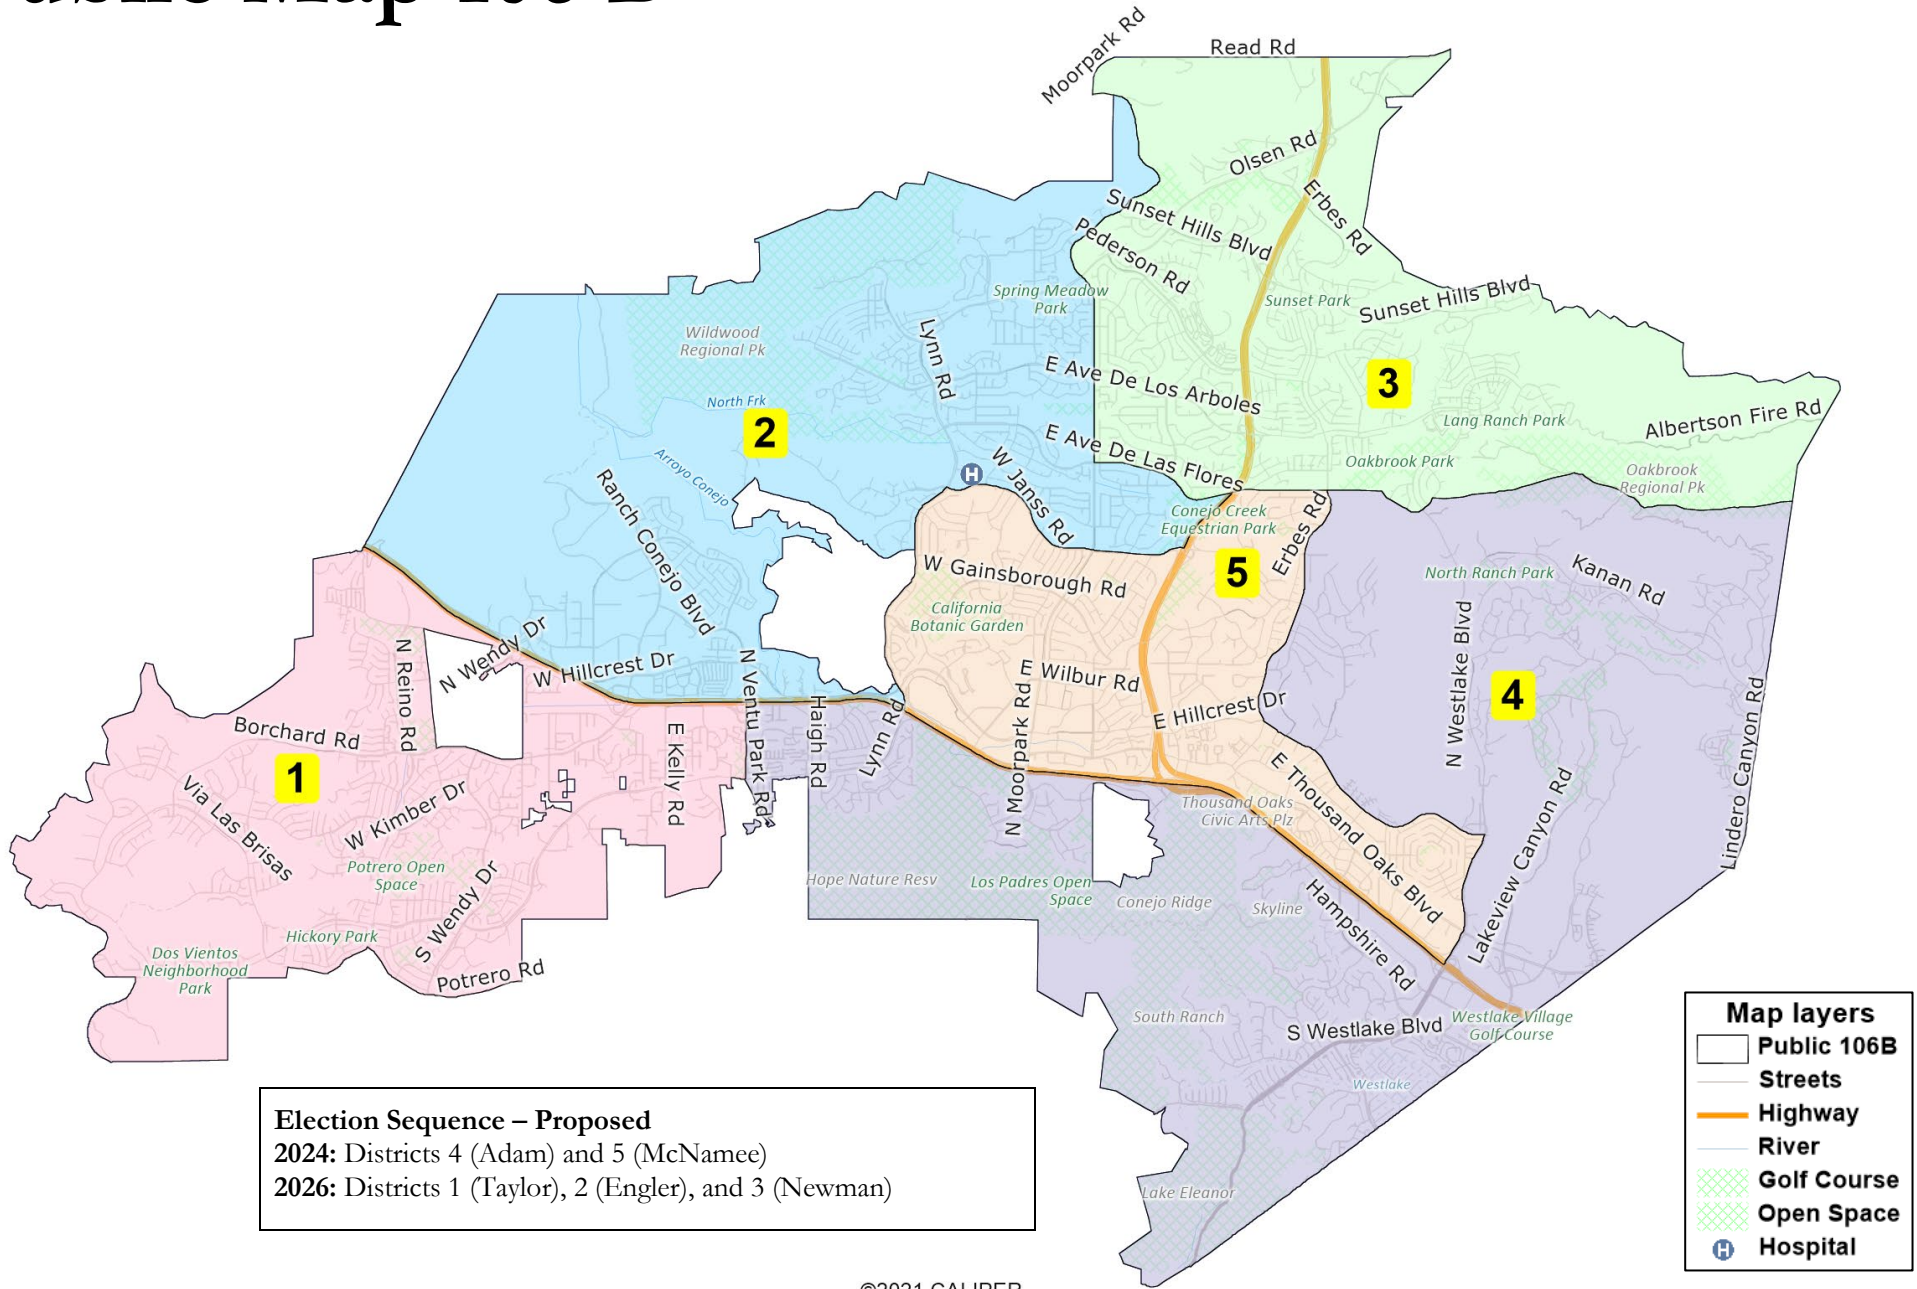 Map 106 B
Moorpark Rd
Read Rd
Olsen Rd
Erbes Rd
Sunset Hills Blvd
Pederson Rd
Spring Meadow
Park
Sunset Park
Sunset Hills Blvd
Wildwood
Regional Pk
Lynn Rd
E Ave De Los Arboles
3
North Frk
2
Lang Ranch Park
Albertson Fire Rd
E Ave De Las Flores
Oakbrook Park
Oakbrook
Regional Pk
Arroyo Conejo
H
W Janss Rd
Ranch Conejo Blvd
Conejo Creek
Equestrian Park
Erbes Rd
W Gainsborough Rd
5
North Ranch Park
Kanan Rd
California
Botanic Garden
N Wendy Dr
N Reino Rd
W Hillcrest Dr
N Ventu Park Rd
E Wilbur Rd
N Westlake Blvd
4
Borchard Rd
E Kelly Rd
Haigh Rd
Lynn Rd
N Moorpark Rd
E Hillcrest Dr
Lindero Canyon Rd
1
Via Las Brisas
W Kimber Dr
Thousand Oaks
Civic Arts Plz
E Thousand Oaks Blvd
Lakeview Canyon Rd
Potrero Open
Space
Hope Nature Resv
Los Padres Open
Space
Conejo Ridge
Skyline
Hampshire Rd
S Wendy Dr
Hickory Park
Dos Vientos
Neighborhood
Park
Potrero Rd
South Ranch
S Westlake Blvd
Westlake Village
Golf Course
Westlake
Lake Eleanor
Election Sequence – Proposed
2024: Districts 4 (Adam) and 5 (McNamee)
2026: Districts 1 (Taylor), 2 (Engler), and 3 (Newman)
Map layers
Public 106B
Streets
Highway
River
Golf Course
Open Space
H Hospital
©2021 CALIPER